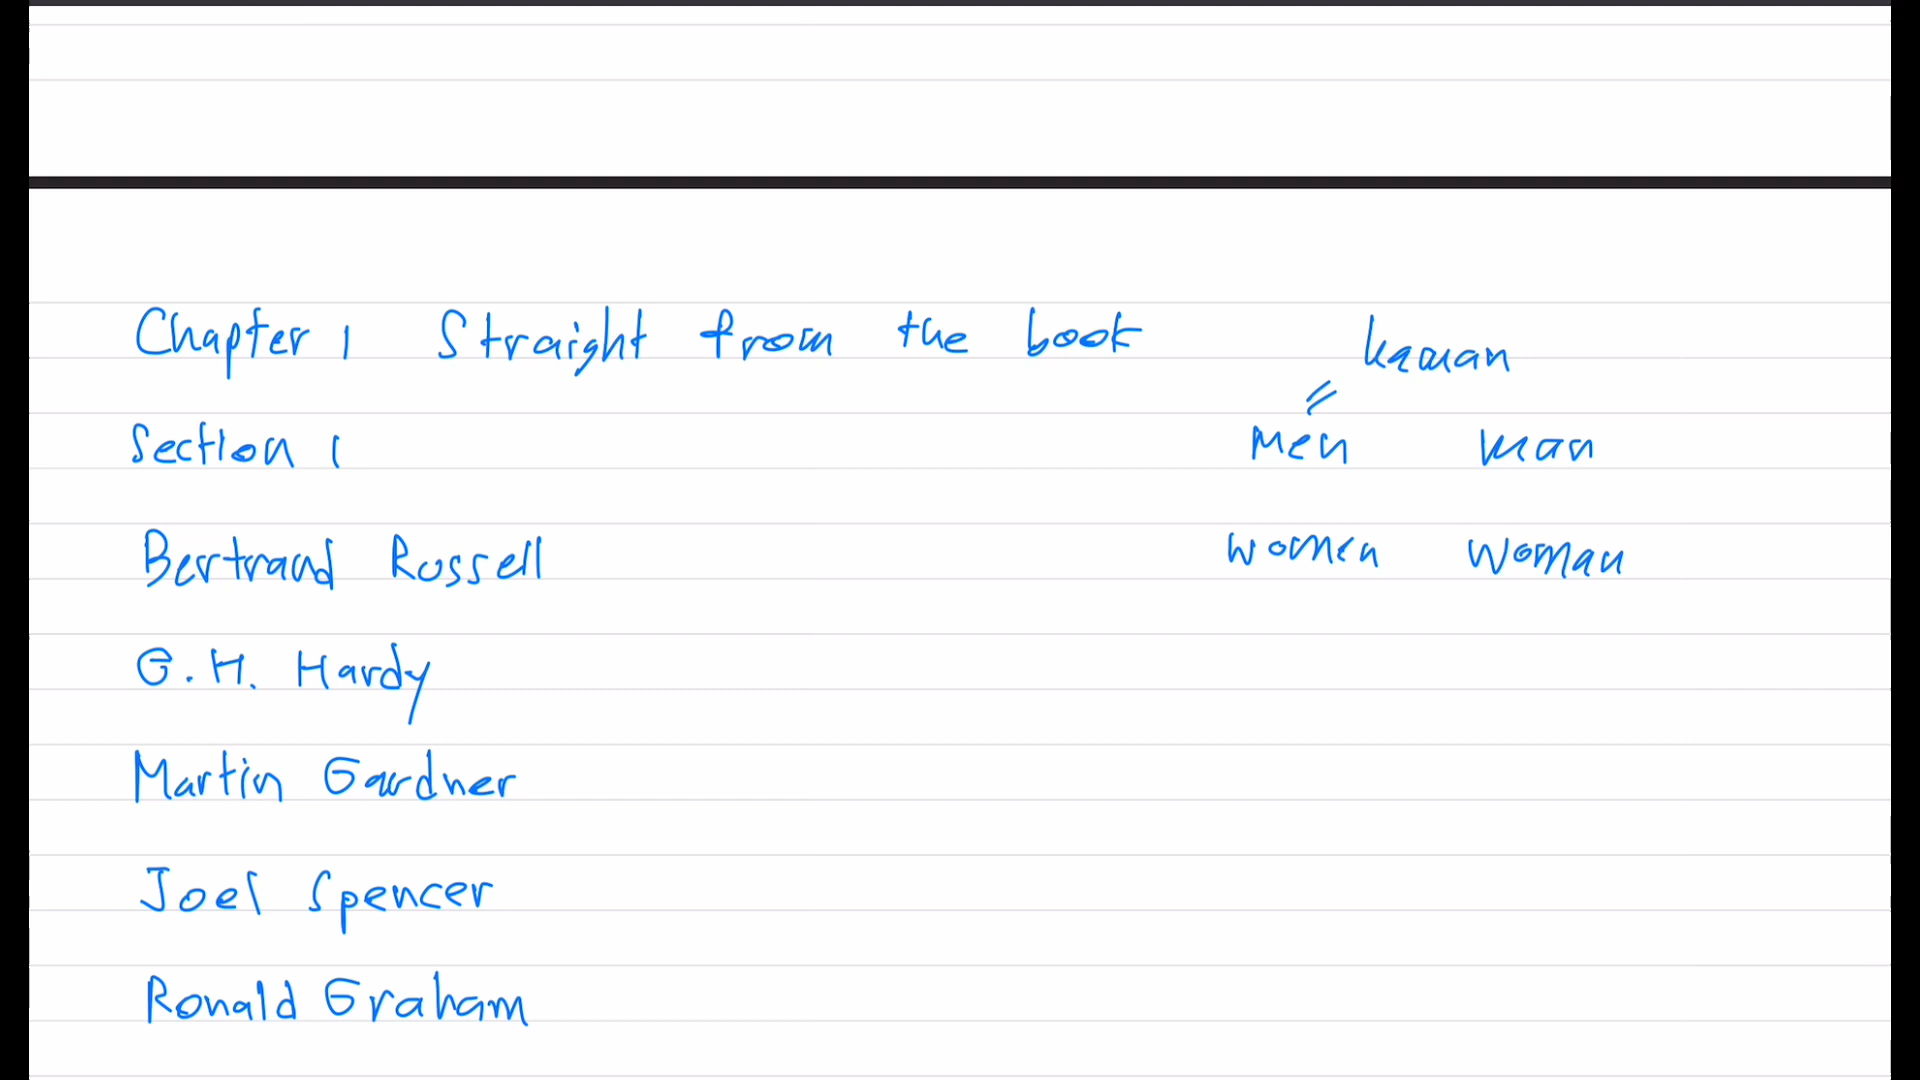 Chapter 1 Straight from the book
Section 1
Bertrand Russell
G. H. Hardy
Martin Gardner
Joel Spencer
Ronald Graham
men man
women woman